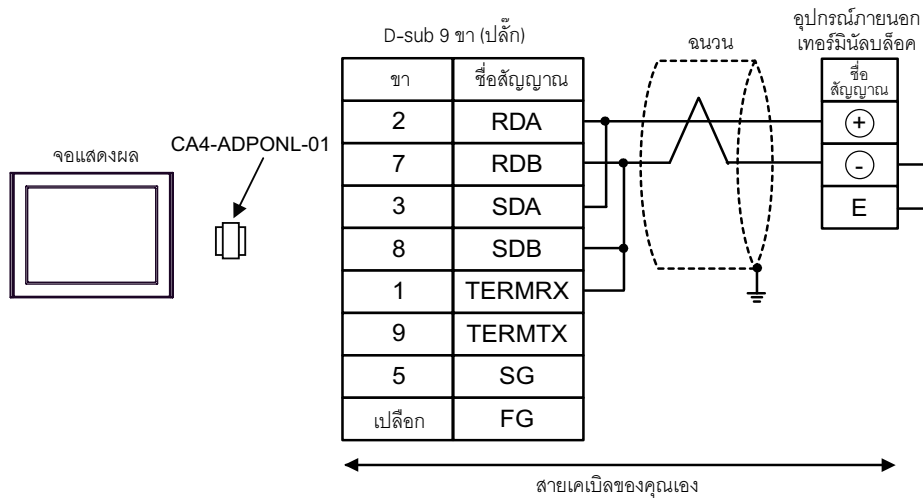 อุปกรณ์ภายนอก
เทอร์มินัลบล็อค
D-sub 9 ขา (ปลั๊ก)
ฉนวน
จอแสดงผล
CA4-ADPONL-01
ขา ชื่อสัญญาณ
2 RDA
7 RDB
3 SDA
8 SDB
1 TERMRX
9 TERMTX
5 SG
เปลือก FG
ชื่อ
สัญญาณ
+
-
E
สายเคเบิลของคุณเอง